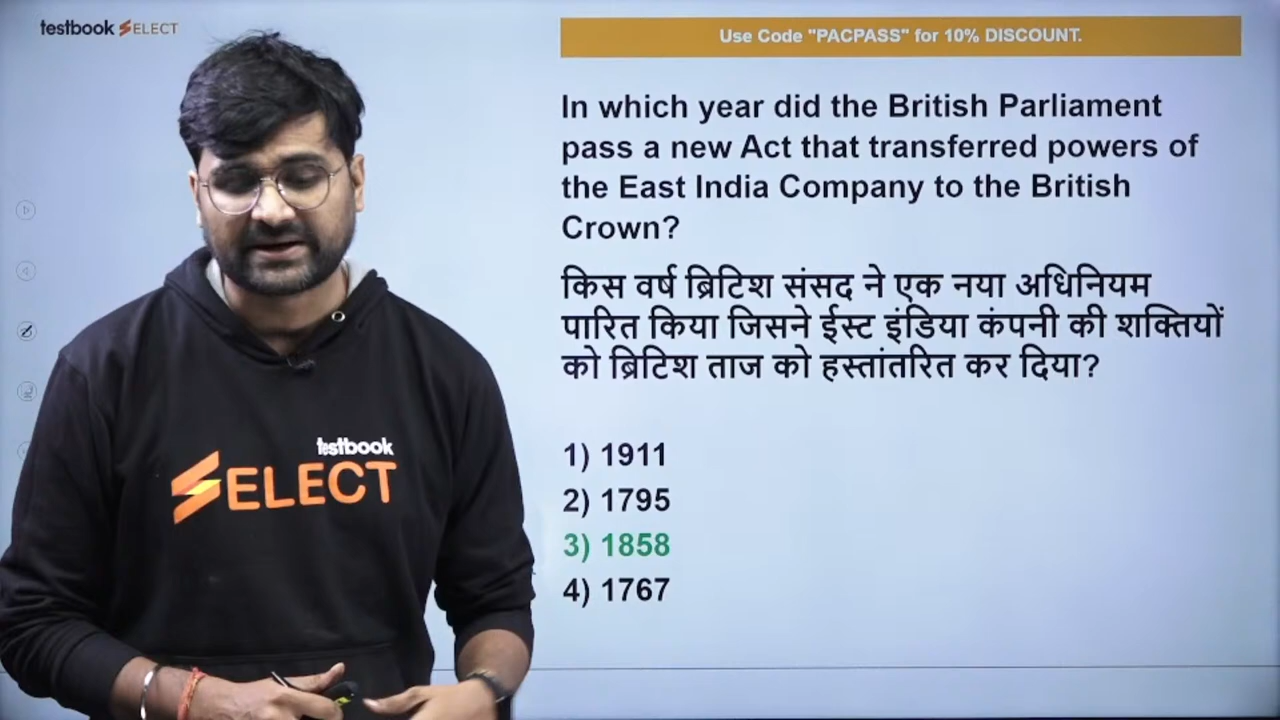 testbook SELECT
Use Code "PACPASS" for 10% DISCOUNT.
In which year did the British Parliament
pass a new Act that transferred powers of
the East India Company to the British
Crown?
किस वर्ष ब्रिटिश संसद ने एक नया अधिनियम
पारित किया जिसने ईस्ट इंडिया कंपनी की शक्तियों
को ब्रिटिश ताज को हस्तांतरित कर दिया?
1) 1911
2) 1795
3) 1858
4) 1767
testbook
SELECT